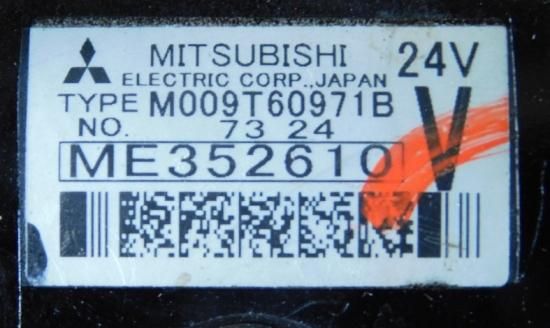 MITSUBISHI 24V
ELECTRIC CORP.,JAPAN
TYPE M009T60971B
NO. 73 24 V
ME352610